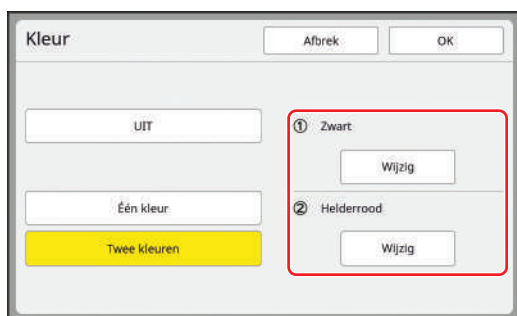 Kleur
Afbrek
OK
UIT
Één kleur
Twee kleuren
① Zwart
Wijzig
② Helderrood
Wijzig